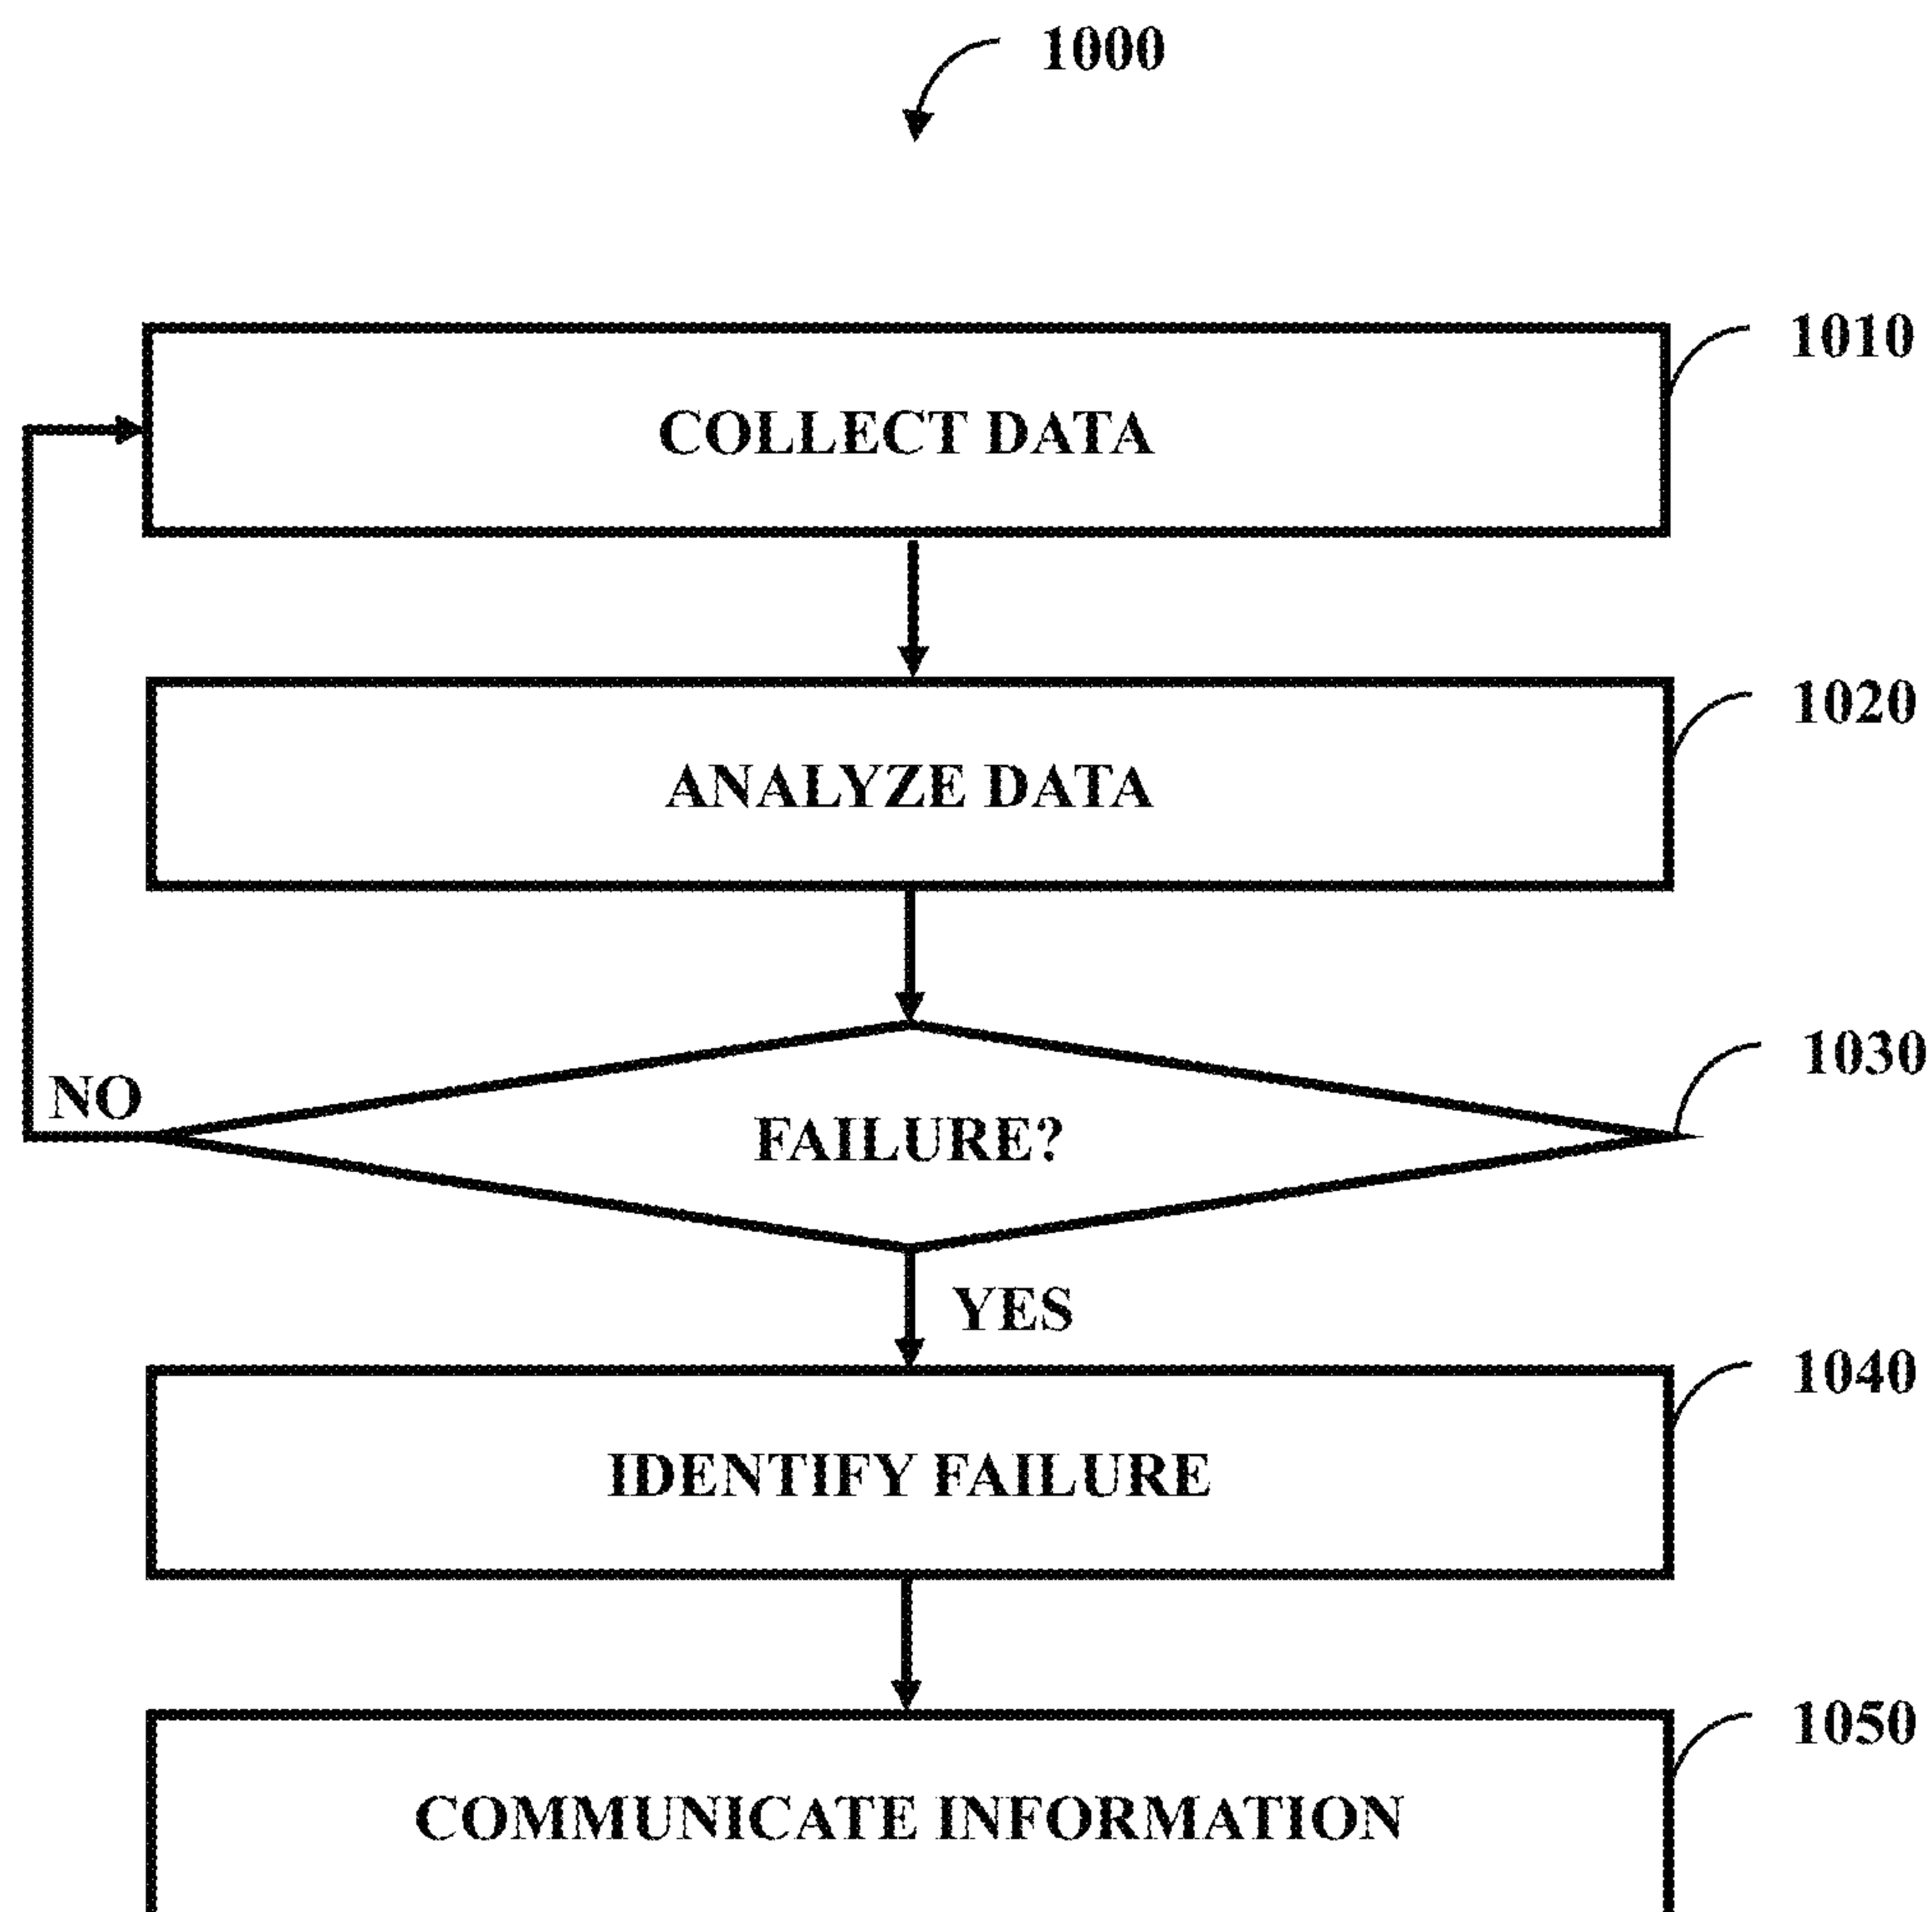 1000
1010
COLLECT DATA
1020
ANALYZE DATA
1030
NO
FAILURE?
YES
1040
IDENTIFY FAILURE
1050
COMMUNICATE INFORMATION